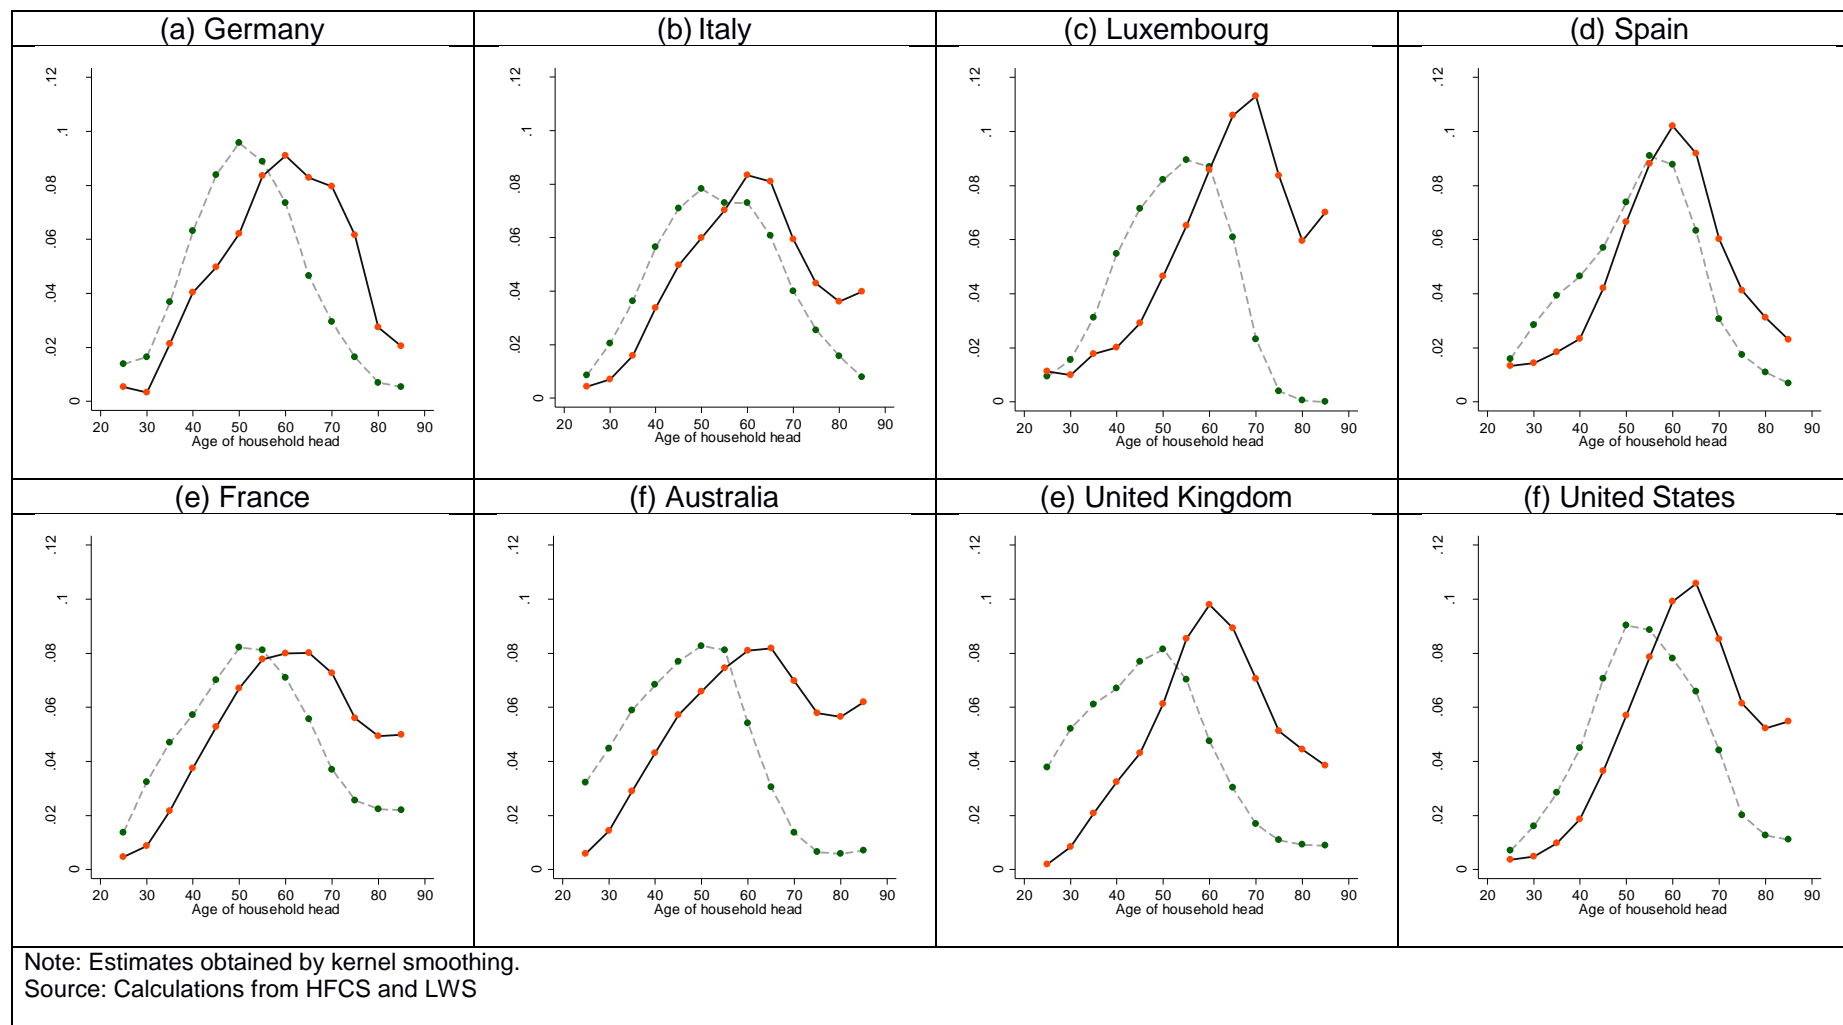 (a) Germany
(b) Italy
(c) Luxembourg
(d) Spain
.12
.1
.08
.06
.04
.02
0
20 30 40 50 60 70 80 90
Age of household head
.12
.1
.08
.06
.04
.02
0
20 30 40 50 60 70 80 90
Age of household head
.12
.1
.08
.06
.04
.02
0
20 30 40 50 60 70 80 90
Age of household head
.12
.1
.08
.06
.04
.02
0
20 30 40 50 60 70 80 90
Age of household head
(e) France
(f) Australia
(e) United Kingdom
(f) United States
.12
.1
.08
.06
.04
.02
0
20 30 40 50 60 70 80 90
Age of household head
.12
.1
.08
.06
.04
.02
0
20 30 40 50 60 70 80 90
Age of household head
.12
.1
.08
.06
.04
.02
0
20 30 40 50 60 70 80 90
Age of household head
.12
.1
.08
.06
.04
.02
0
20 30 40 50 60 70 80 90
Age of household head
Note: Estimates obtained by kernel smoothing.
Source: Calculations from HFCS and LWS